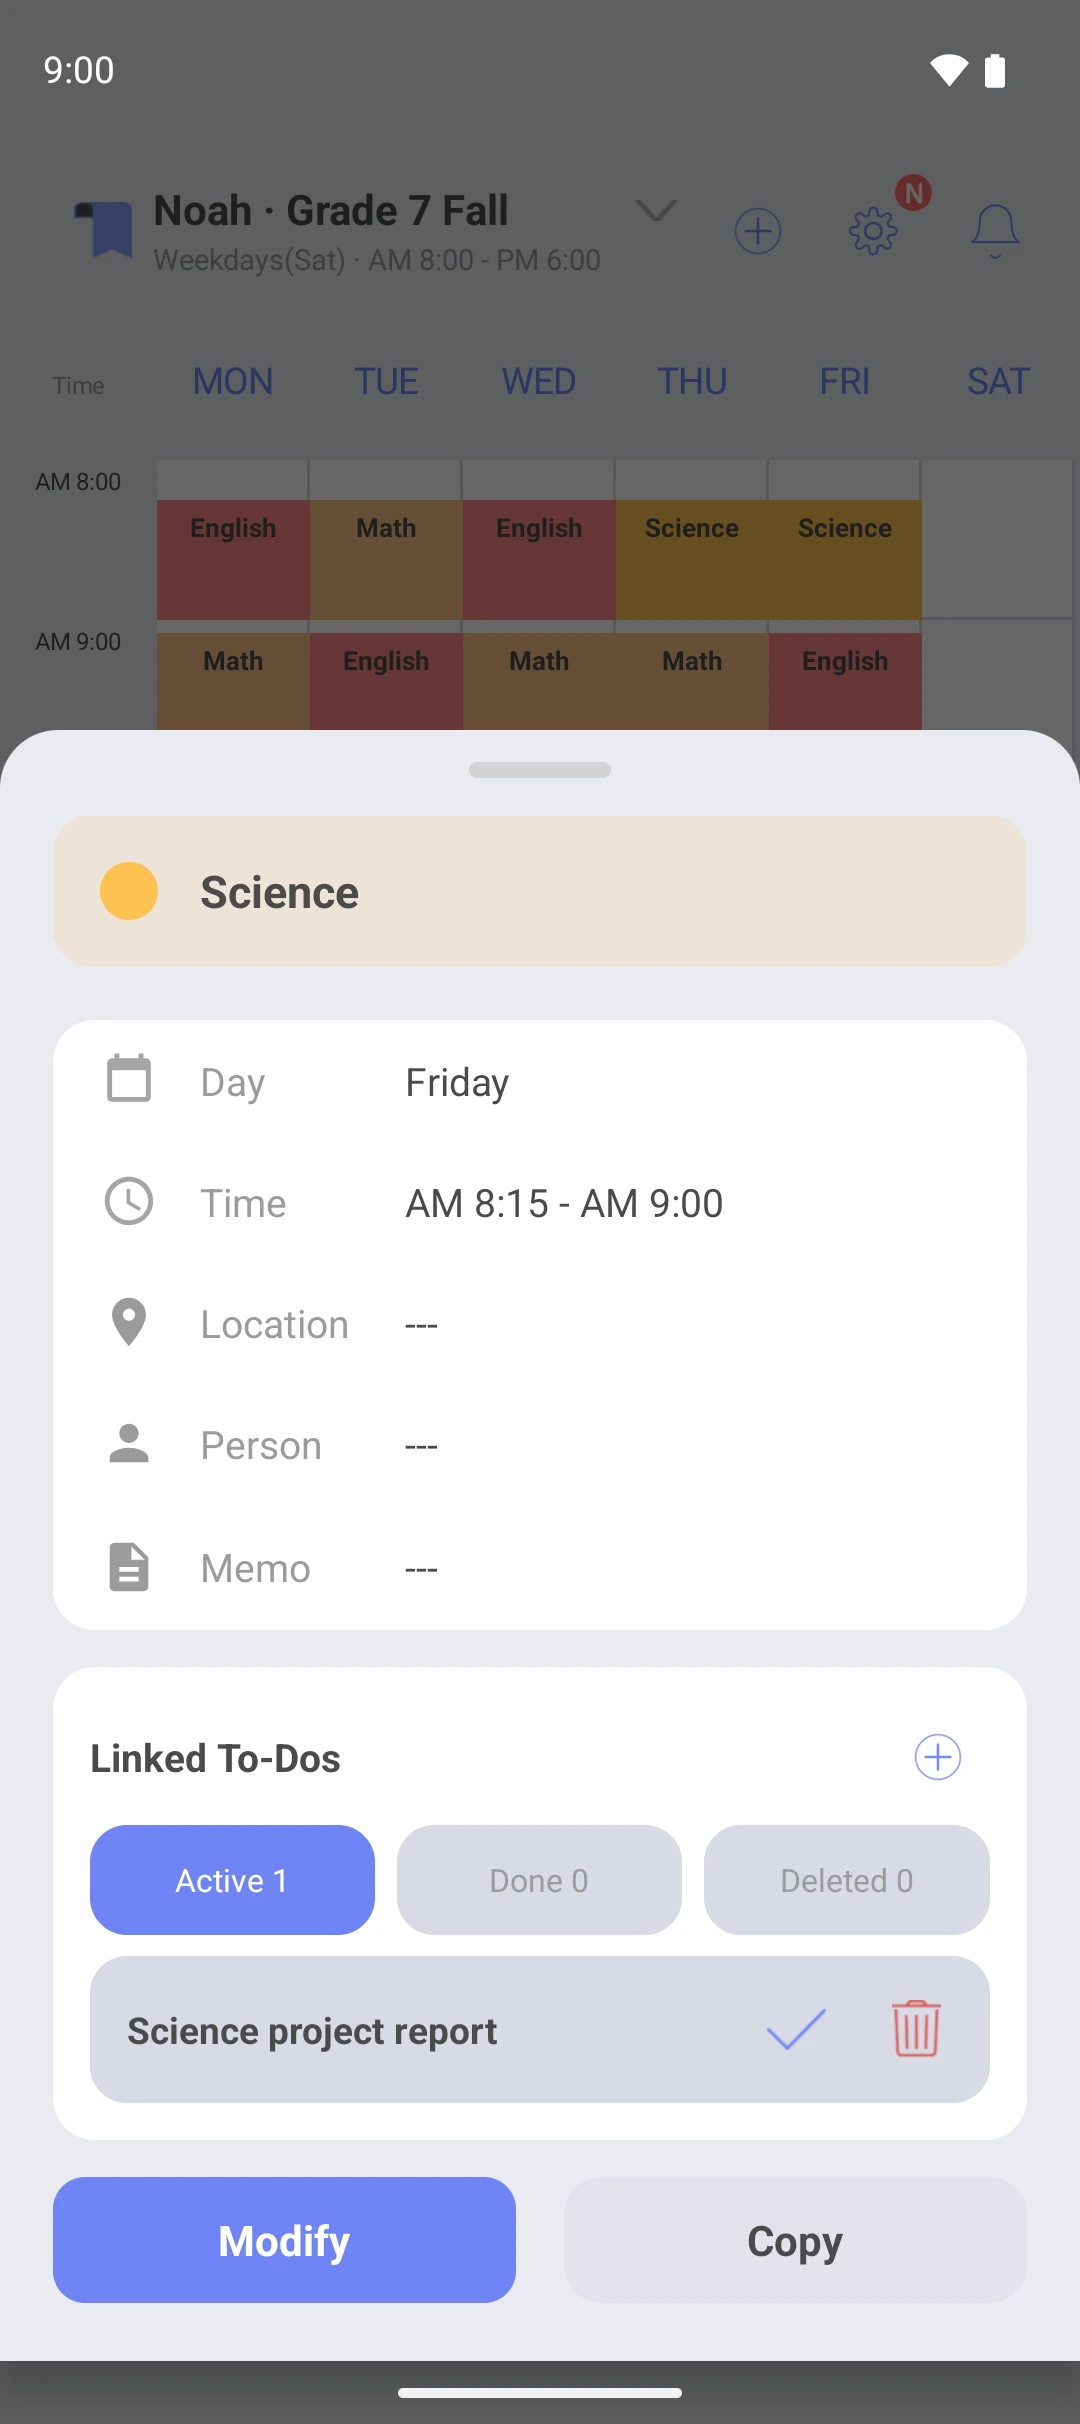 9:00
Noah · Grade 7 Fall
N
Weekdays(Sat) · AM 8:00 - PM 6:00
Time MON TUE WED THU FRI SAT
AM 8:00
English Math English Science Science
AM 9:00
Math English Math Math English
Science
Day Friday
Time AM 8:15 - AM 9:00
Location ---
Person ---
Memo ---
Linked To-Dos
Active 1 Done 0 Deleted 0
Science project report
Modify Copy